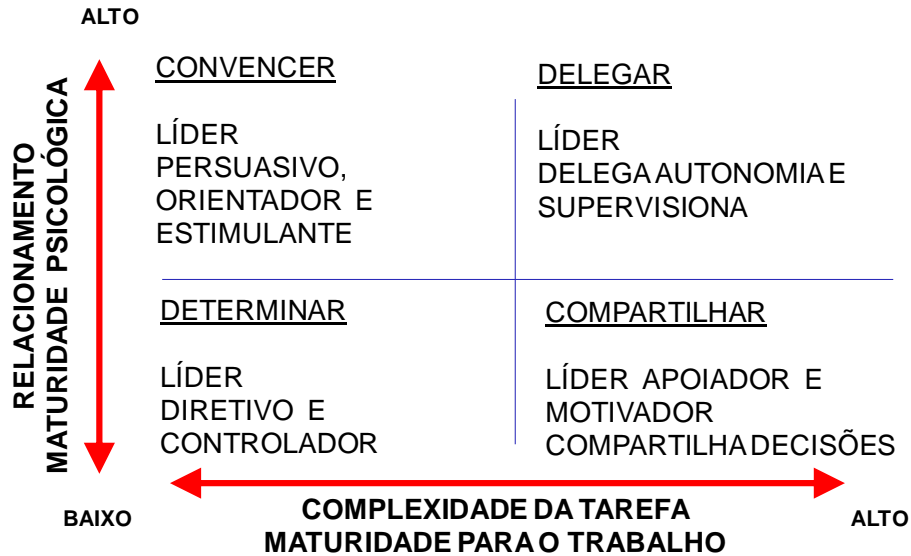 ALTO
RELACIONAMENTO
MATURIDADE PSICOLÓGICA
CONVENCER
LÍDER
PERSUASIVO,
ORIENTADOR E
ESTIMULANTE
DELEGAR
LÍDER
DELEGA AUTONOMIA E
SUPERVISIONA
DETERMINAR
LÍDER
DIRETIVO E
CONTROLADOR
COMPARTILHAR
LÍDER APOIADOR E
MOTIVADOR
COMPARTILHA DECISÕES
BAIXO
COMPLEXIDADE DA TAREFA
MATURIDADE PARA O TRABALHO
ALTO